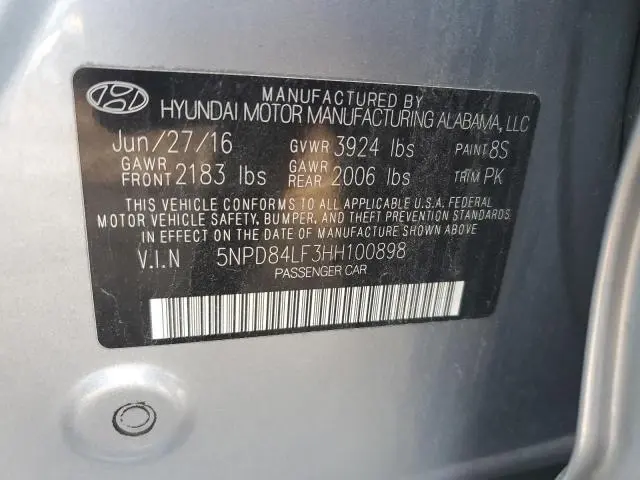 MANUFACTURED BY
HYUNDAI MOTOR MANUFACTURING ALABAMA, LLC
Jun/27/16 GVWR 3924 lbs PAINT 8S
GAWR FRONT 2183 lbs GAWR REAR 2006 lbs TRIM PK
THIS VEHICLE CONFORMS TO ALL APPLICABLE U.S.A. FEDERAL
MOTOR VEHICLE SAFETY, BUMPER, AND THEFT PREVENTION STANDARDS
IN EFFECT ON THE DATE OF MANUFACTURE SHOWN ABOVE
V.I.N 5NPD84LF3HH100898
PASSENGER CAR